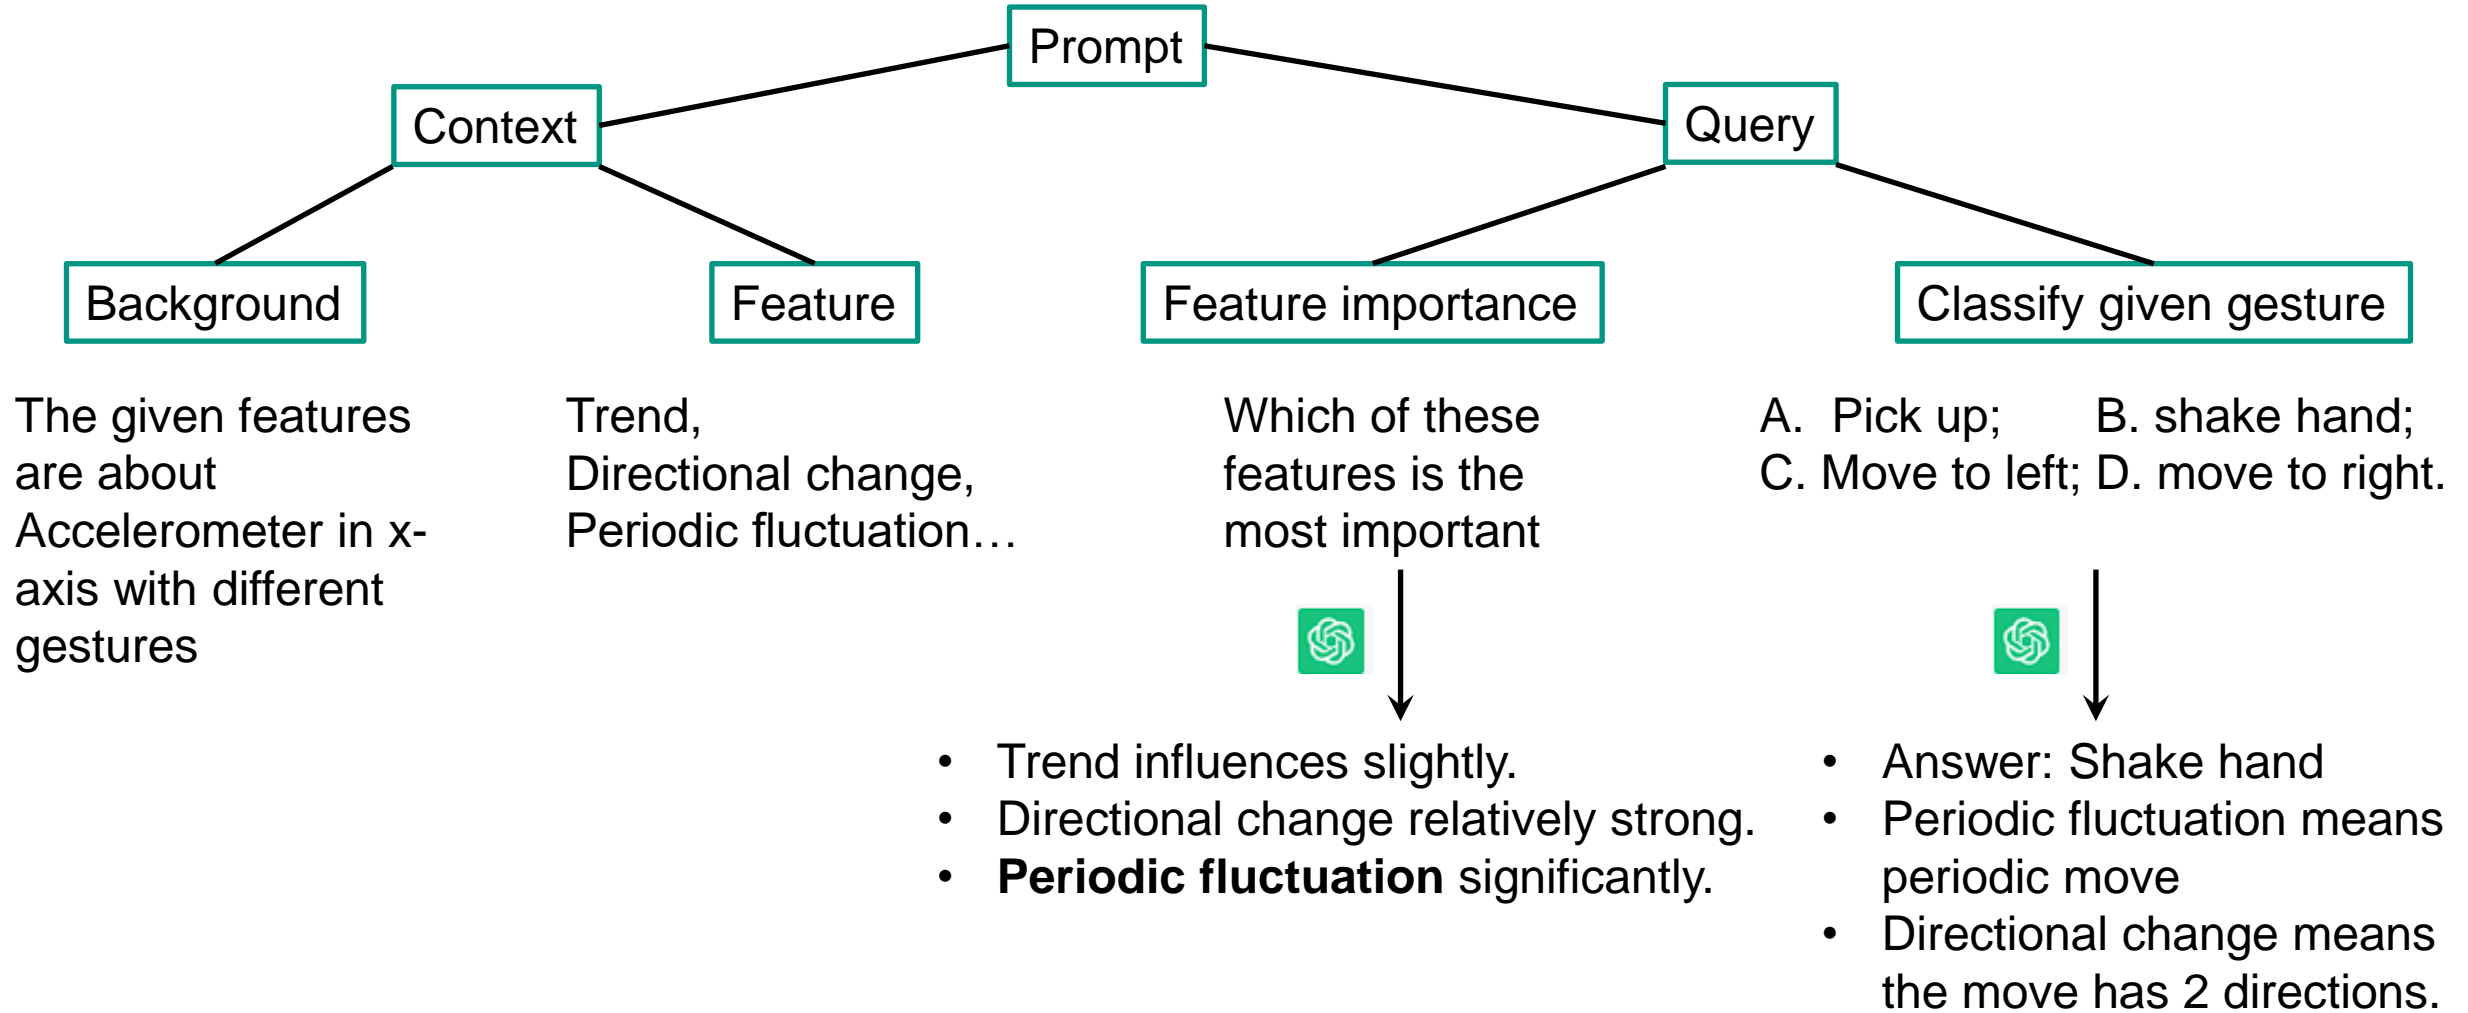 Prompt
Context
Query
Background
Feature
Feature importance
Classify given gesture
The given features
are about
Accelerometer in x-
axis with different
gestures
Trend,
Directional change,
Periodic fluctuation…
Which of these
features is the
most important
A. Pick up; B. shake hand;
C. Move to left; D. move to right.
• Trend influences slightly.
• Directional change relatively strong.
• Periodic fluctuation significantly.
• Answer: Shake hand
• Periodic fluctuation means
periodic move
• Directional change means
the move has 2 directions.